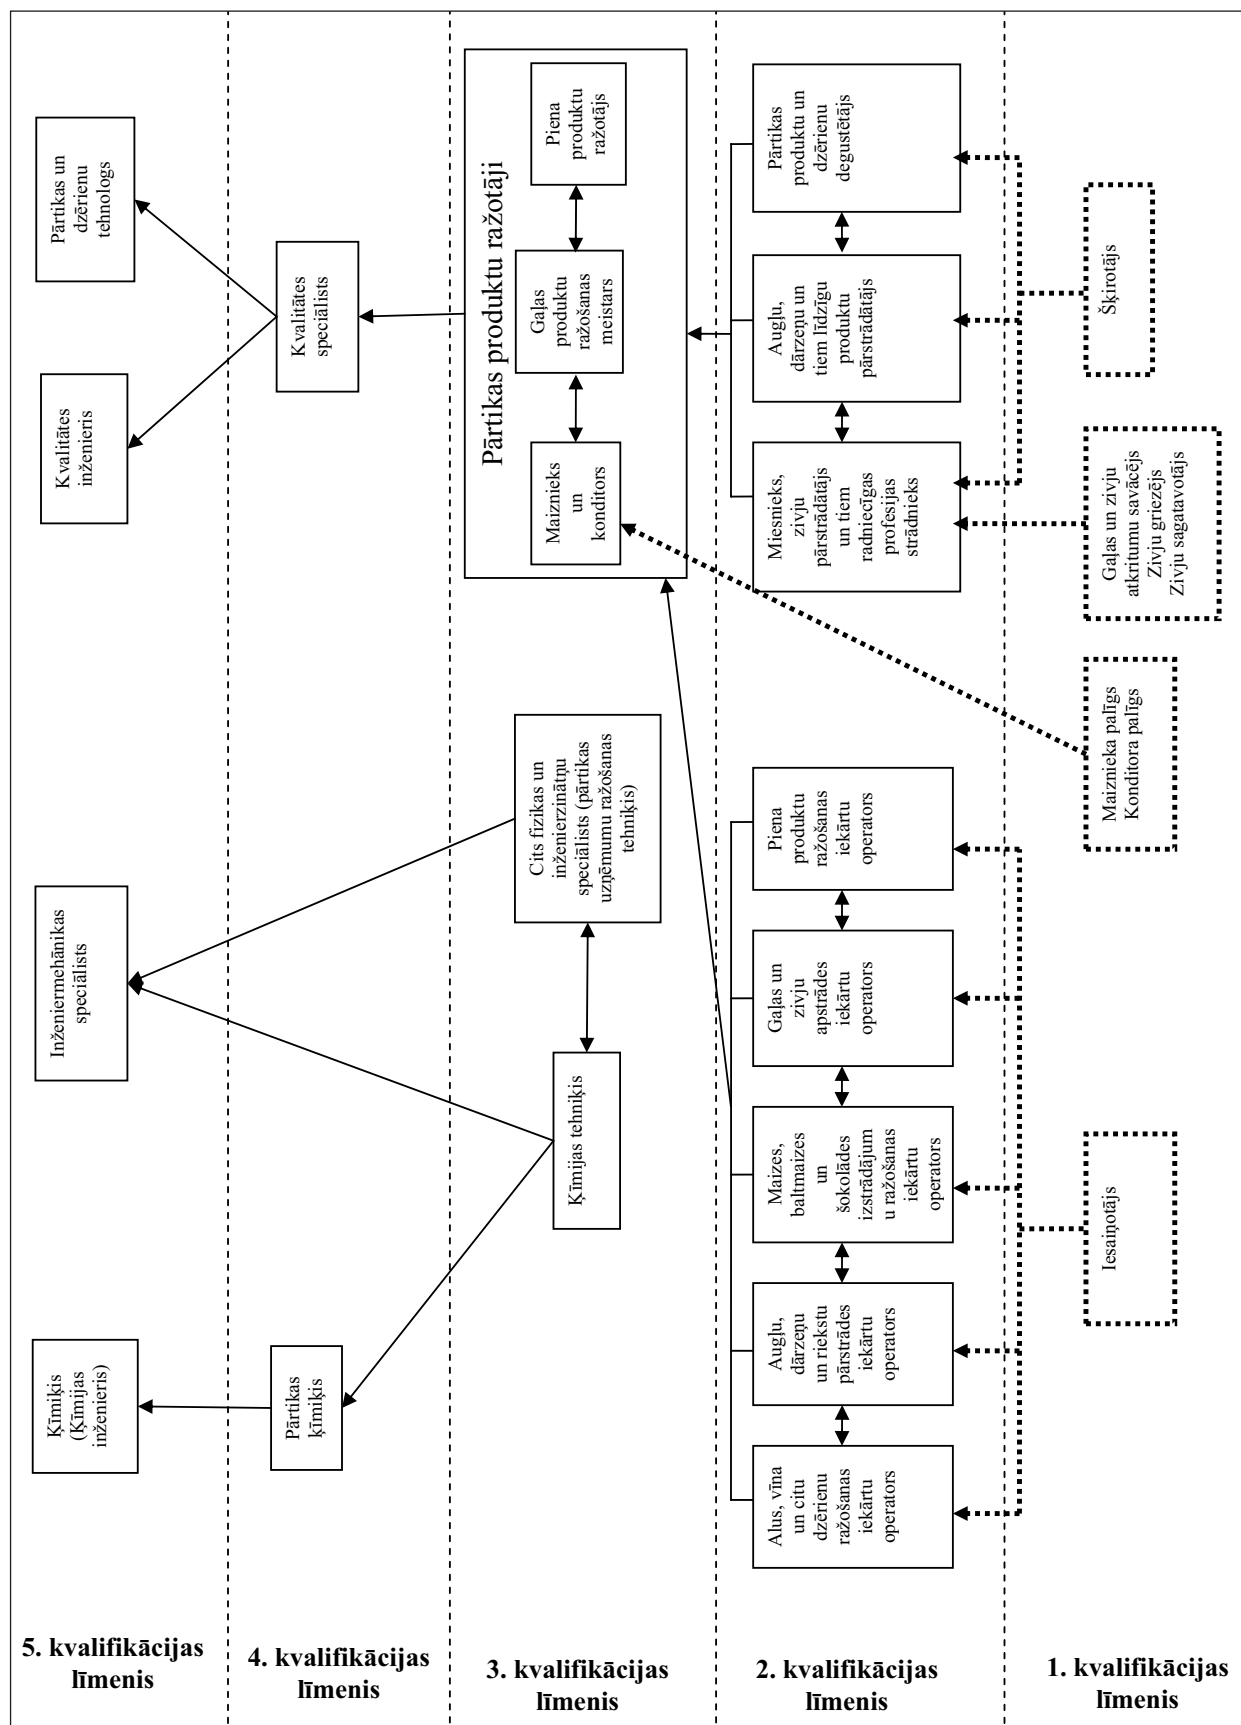 5. kvalifikācijas
līmenis
Ķīmiķis
(Ķīmijas
inženieris)
Inženiermehānikas
speciālists
Kvalitātes
inženieris
Pārtikas un
dzērienu
tehnologs
4. kvalifikācijas
līmenis
Pārtikas
ķīmiķis
Kvalitātes
speciālists
3. kvalifikācijas
līmenis
Ķīmijas tehniķis
Cits fizikas un
inženierzinātņu
speciālists (pārtikas
uzņēmumu ražošanas
tehniķis)
Pārtikas produktu ražotāji
Maiznieks
un
konditors
Gaļas
produktu
ražošanas
meistars
Piena
produktu
ražotājs
2. kvalifikācijas
līmenis
Alus, vīna
un citu
dzērienu
ražošanas
iekārtu
operators
Augļu,
dārzeņu
un riekstu
pārstrādes
iekārtu
operators
Maizes,
baltmaizes
un
šokolādes
izstrādājum
u ražošanas
iekārtu
operators
Gaļas un
zivju
apstrādes
iekārtu
operators
Piena
produktu
ražošanas
iekārtu
operators
Miesnieks,
zivju
pārstrādātājs
un tiem
radniecīgas
profesijas
strādnieks
Augļu,
dārzeņu un
tiem līdzīgu
produktu
pārstrādātājs
Pārtikas
produktu un
dzērienu
degustētājs
1. kvalifikācijas
līmenis
Iesaiņotājs
Maiznieka palīgs
Konditora palīgs
Gaļas un zivju
atkritumu savācējs
Zivju griezējs
Zivju sagatavotājs
Šķirotājs